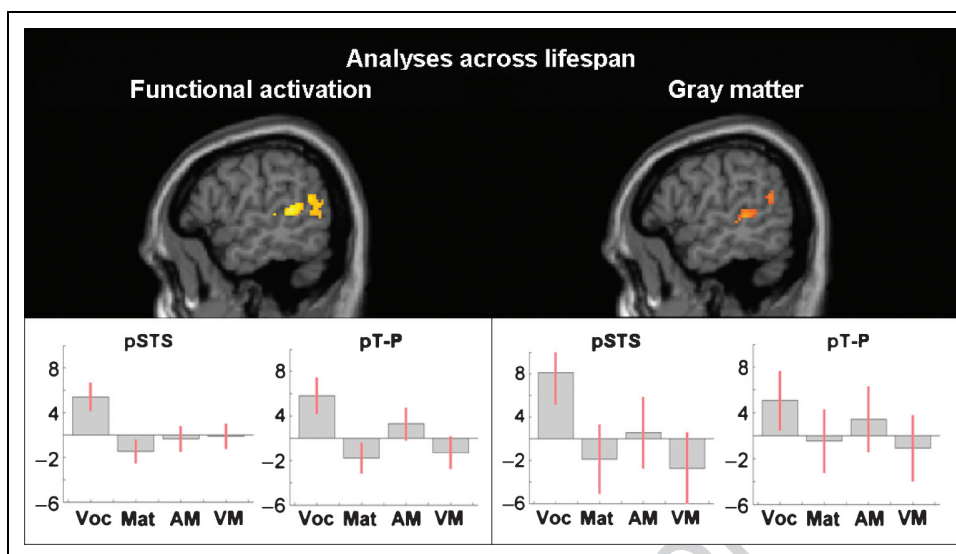 Analyses across lifespan
Functional activation
Gray matter
pSTS
8
4
–2
–6
Voc Mat AM VM
pT-P
8
4
–2
–6
Voc Mat AM VM
pSTS
8
4
–2
–6
Voc Mat AM VM
pT-P
8
4
–2
–6
Voc Mat AM VM